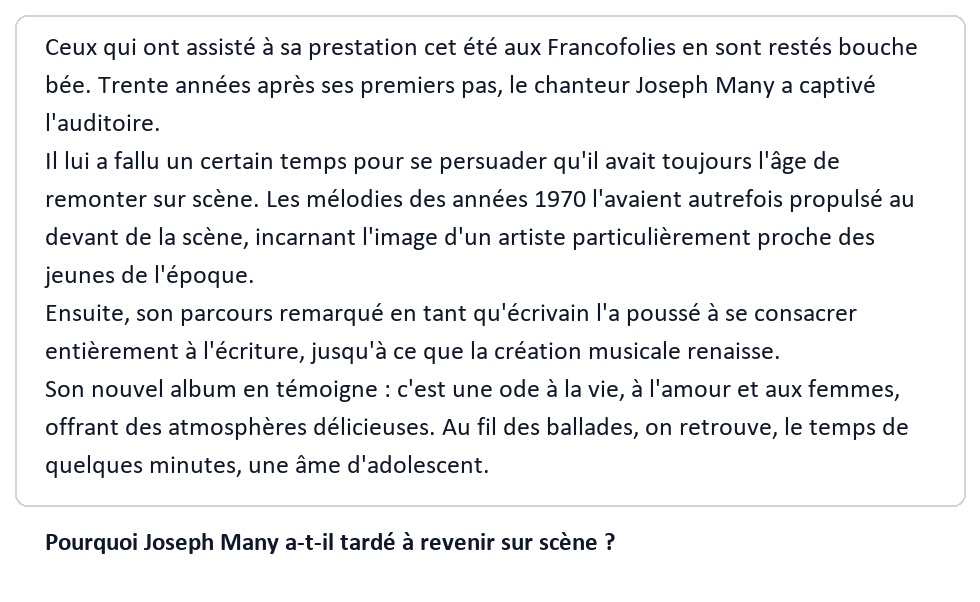 Ceux qui ont assisté à sa prestation cet été aux Francofolies en sont restés bouche
bée. Trente années après ses premiers pas, le chanteur Joseph Many a captivé
l'auditoire.
Il lui a fallu un certain temps pour se persuader qu'il avait toujours l'âge de
remonter sur scène. Les mélodies des années 1970 l'avaient autrefois propulsé au
devant de la scène, incarnant l'image d'un artiste particulièrement proche des
jeunes de l'époque.
Ensuite, son parcours remarqué en tant qu'écrivain l'a poussé à se consacrer
entièrement à l'écriture, jusqu'à ce que la création musicale renaisse.
Son nouvel album en témoigne : c'est une ode à la vie, à l'amour et aux femmes,
offrant des atmosphères délicieuses. Au fil des ballades, on retrouve, le temps de
quelques minutes, une âme d'adolescent.
Pourquoi Joseph Many a-t-il tardé à revenir sur scène ?